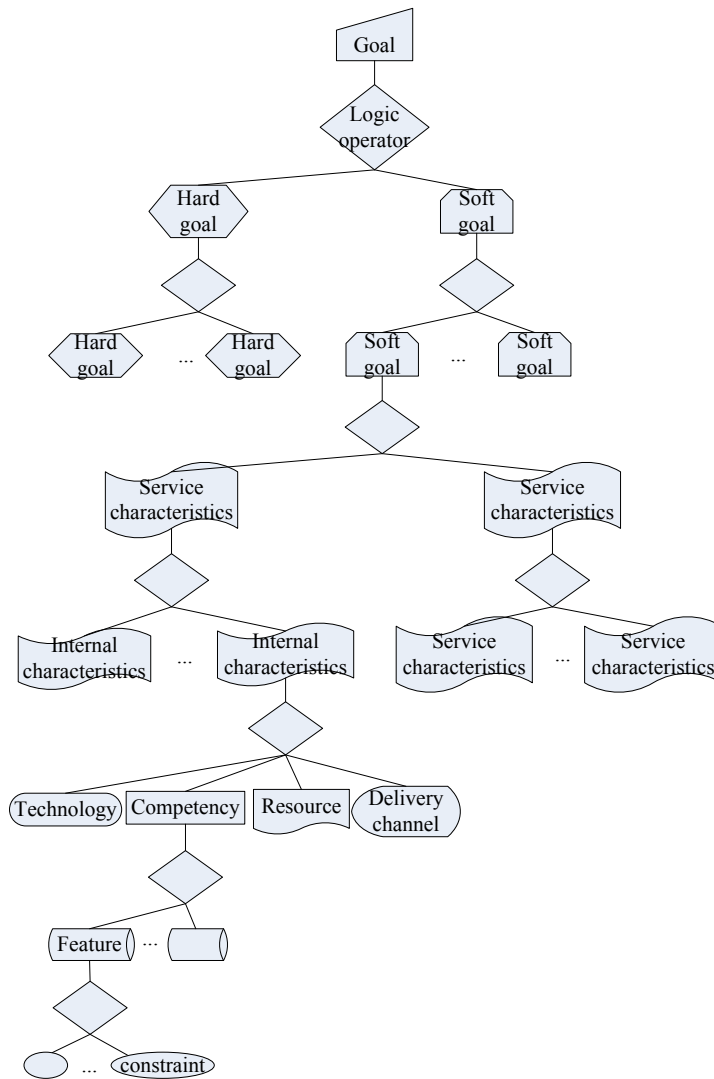 Goal
Logic
operator
Hard
goal
Soft
goal
Hard
goal
...
Hard
goal
Soft
goal
...
Soft
goal
Service
characteristics
Service
characteristics
Internal
characteristics
...
Internal
characteristics
Service
characteristics
...
Service
characteristics
Technology
Competency
Resource
Delivery
channel
Feature
...
...
constraint